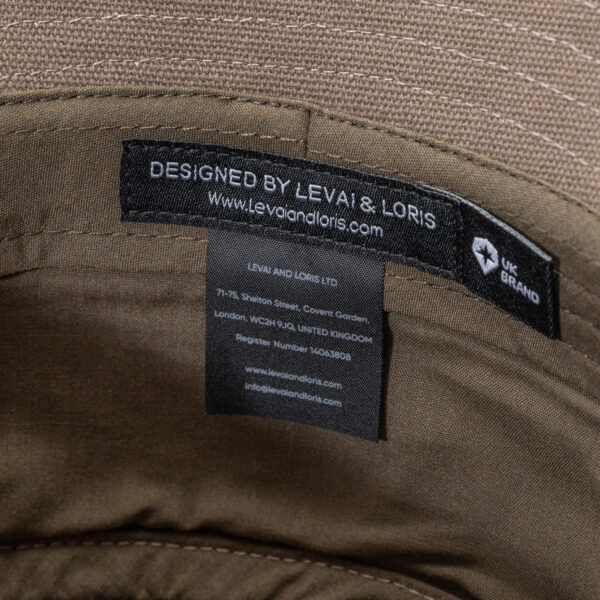 DESIGNED BY LEVAI & LORIS
Www.Levaiandloris.com
UK
BRAND
LEVAI AND LORIS LTD
71-75, Shelton Street, Covent Garden,
London, WC2H 9JQ, UNITED KINGDOM
Register Number 14063808
www.levaiandloris.com
info@levaiandloris.com